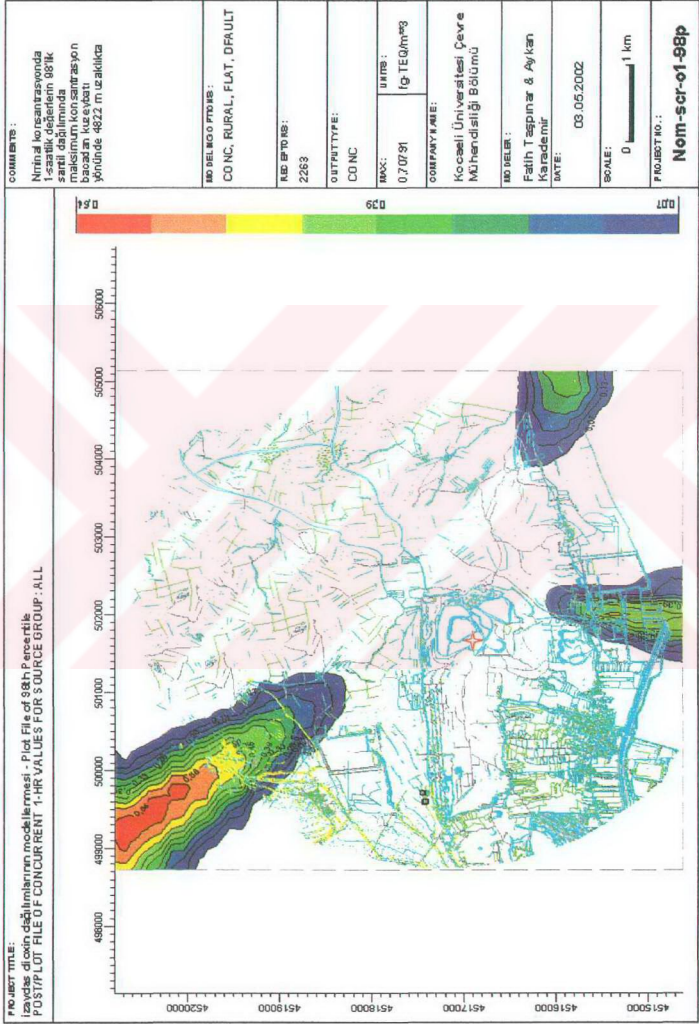 PROJECT TITLE:
İzaydas dioxin dağılımlarının modellenmesi - Plot File of 98th Percentile
POST/PLOT FILE OF CONCURRENT 1-HR VALUES FOR SOURCE GROUP: ALL
498000
499000
500000
501000
502000
503000
504000
505000
506000
4520000
4519000
4518000
4517000
4516000
4515000
0.64
0.39
0.07
COMMENTS:
Nminal konsantrasyonda
1-saatlik değerlerin 98'lik
santil dağılımında
maksimum konsantrasyon
bacadan kuzeybatı
yönünde 4822 m uzaklıkta
MODELING OPTIONS:
CONC, RURAL, FLAT, DFAULT
RECEPTORS:
2263
OUTPUT TYPE:
CONC
MAX:
0.70791
UNITS:
fg-TEQ/m**3
COMPANY NAME:
Kocaeli Üniversitesi Çevre
Mühendisliği Bölümü
MODELER:
Fatih Taşpınar & Aykan
Karademir
DATE:
03.05.2002
SCALE:
0
1 km
PROJECT NO.:
Nom-scr-o1-98p